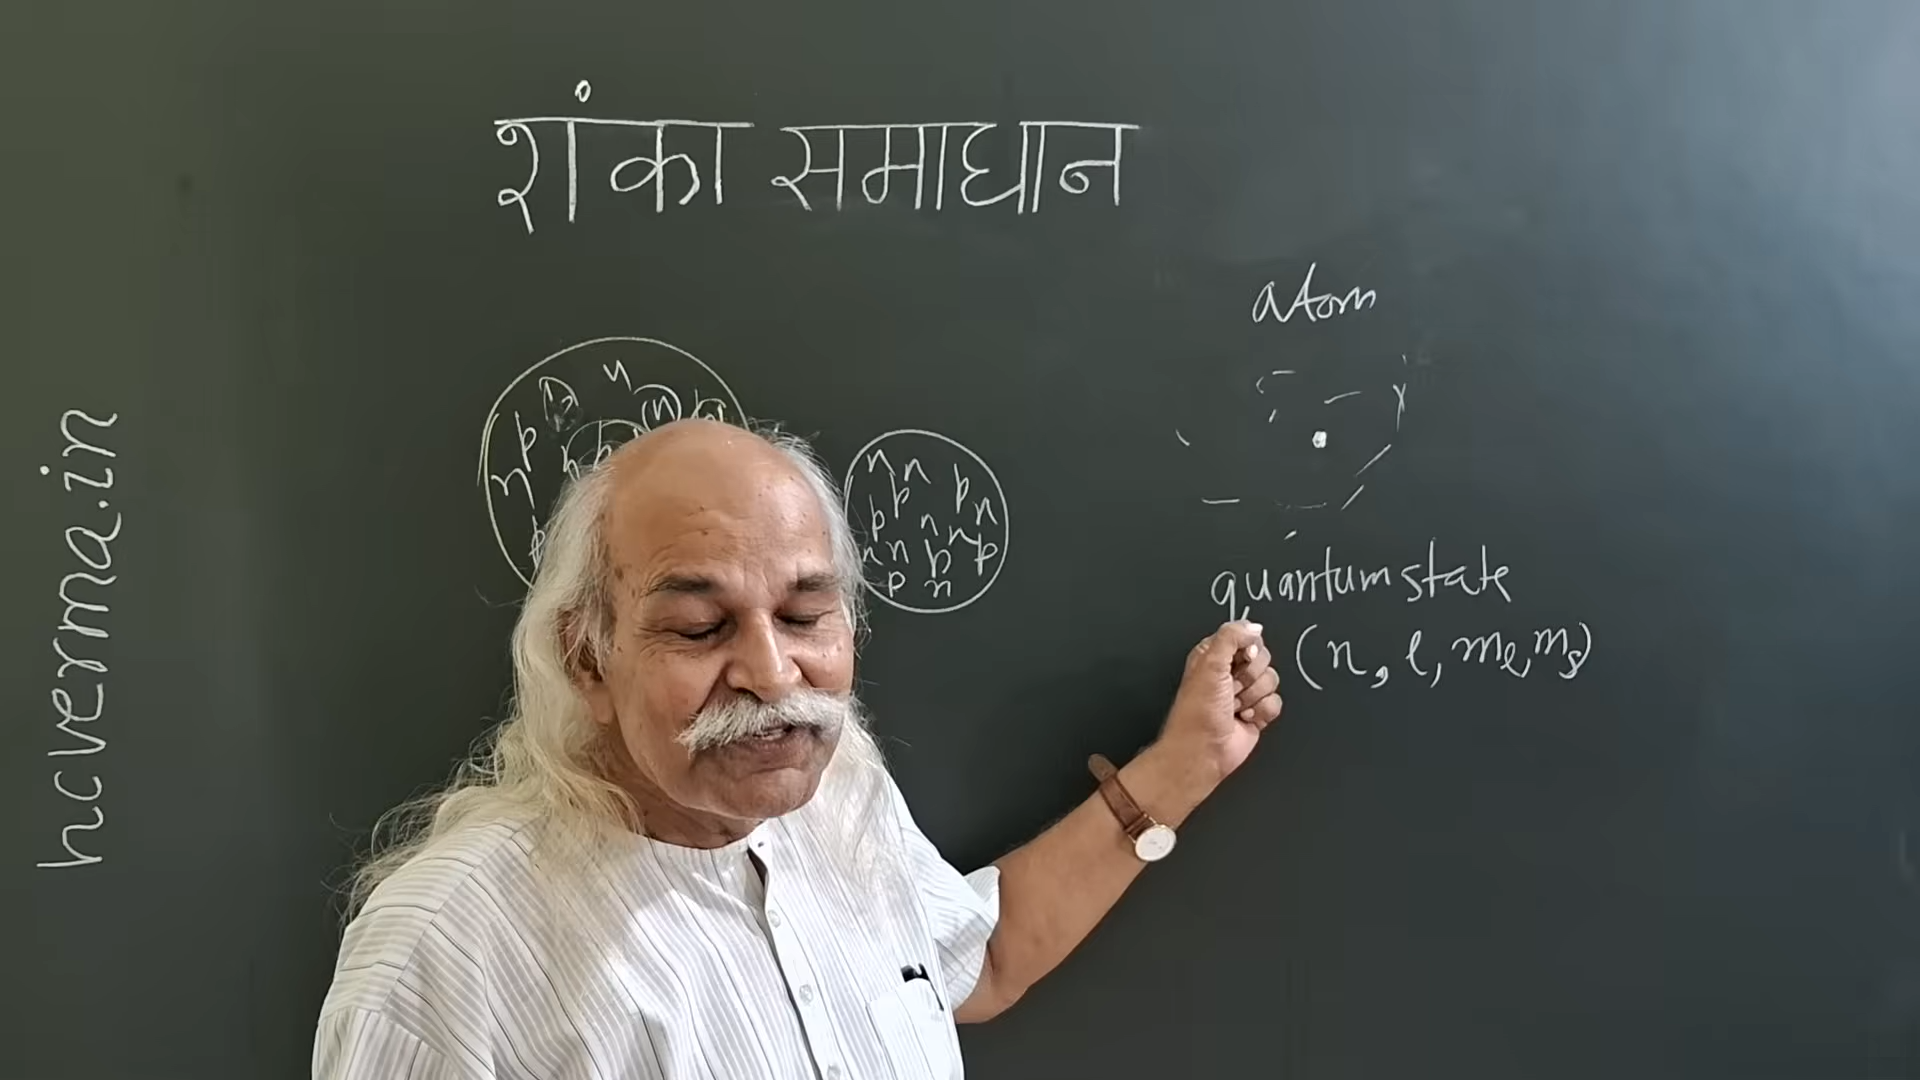 शंका समाधान
hcverma.in
atom
n
p
n
p
n
p
n n p
p n
p n n
n n p p
p n
quantum state
(n, l, mₗ, mₛ)